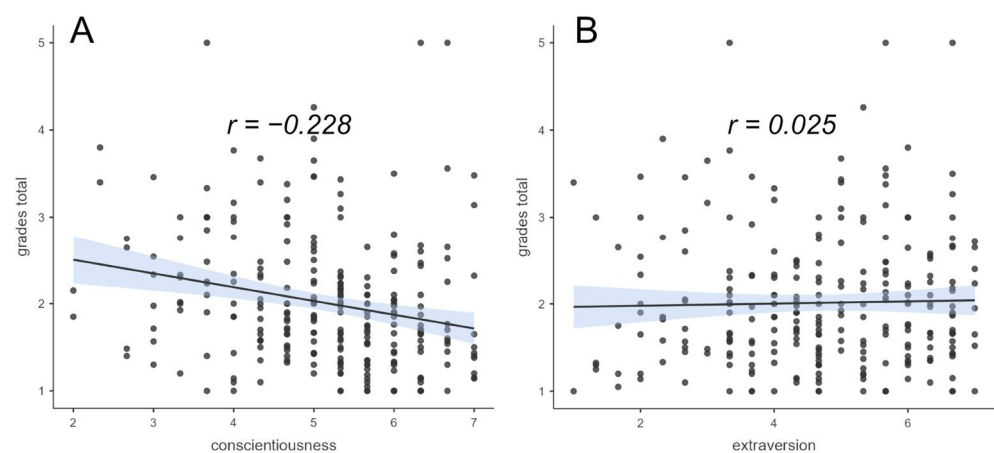 A
5
4
3
2
1
grades total
r = −0.228
2
3
4
5
6
7
conscientiousness
B
5
4
3
2
1
grades total
r = 0.025
2
4
6
extraversion